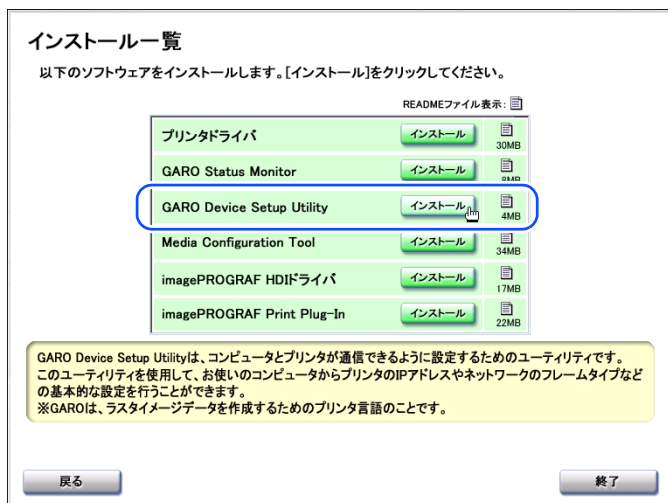 インストール一覧
以下のソフトウェアをインストールします。[インストール]をクリックしてください。
READMEファイル表示:
プリンタドライバ インストール 30MB
GARO Status Monitor インストール 8MB
GARO Device Setup Utility インストール 4MB
Media Configuration Tool インストール 34MB
imagePROGRAF HDIドライバ インストール 17MB
imagePROGRAF Print Plug-In インストール 22MB
GARO Device Setup Utilityは、コンピュータとプリンタが通信できるように設定するためのユーティリティです。
このユーティリティを使用して、お使いのコンピュータからプリンタのIPアドレスやネットワークのフレームタイプなど
の基本的な設定を行うことができます。
※GAROは、ラスタイメージデータを作成するためのプリンタ言語のことです。
戻る 終了